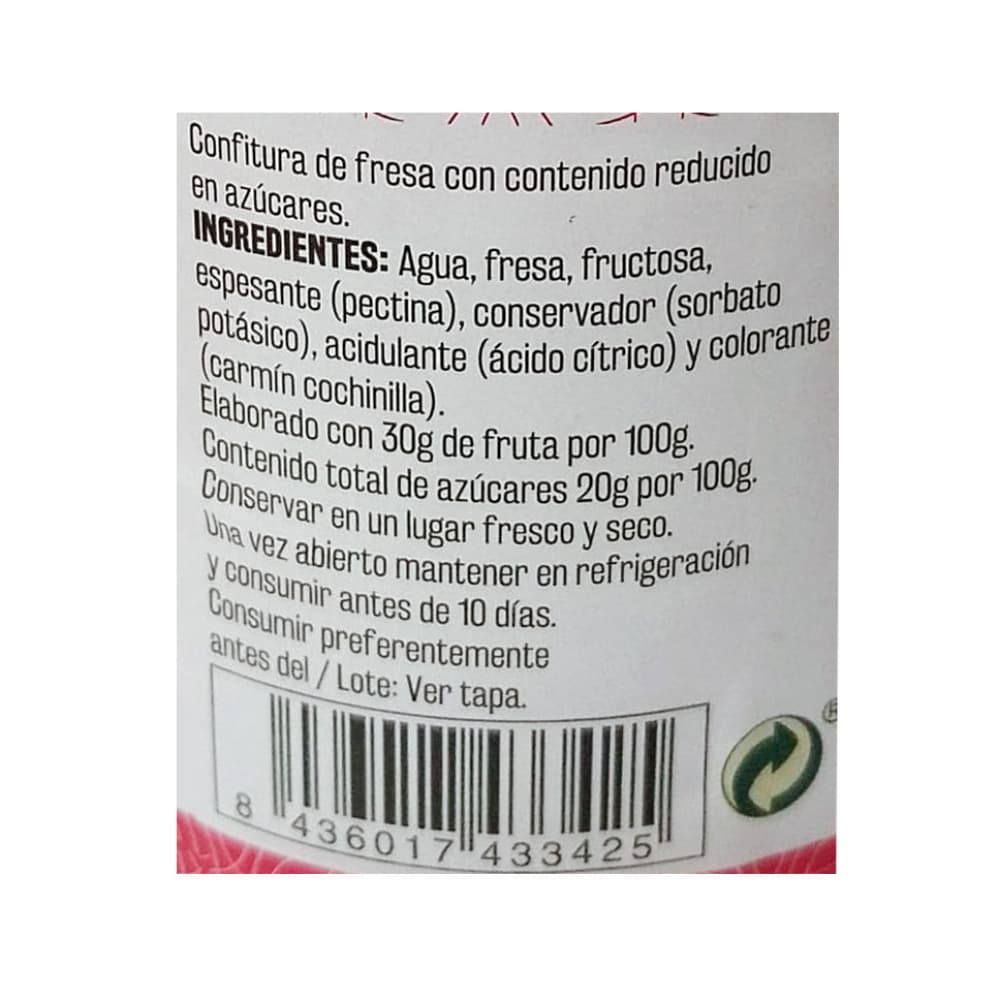 Confitura de fresa con contenido reducido
en azúcares.
INGREDIENTES: Agua, fresa, fructosa,
espesante (pectina), conservador (sorbato
potásico), acidulante (ácido cítrico) y colorante
(carmín cochinilla).
Elaborado con 30g de fruta por 100g.
Contenido total de azúcares 20g por 100g.
Conservar en un lugar fresco y seco.
Una vez abierto mantener en refrigeración
y consumir antes de 10 días.
Consumir preferentemente
antes del / Lote: Ver tapa.
®
8 436017 433425